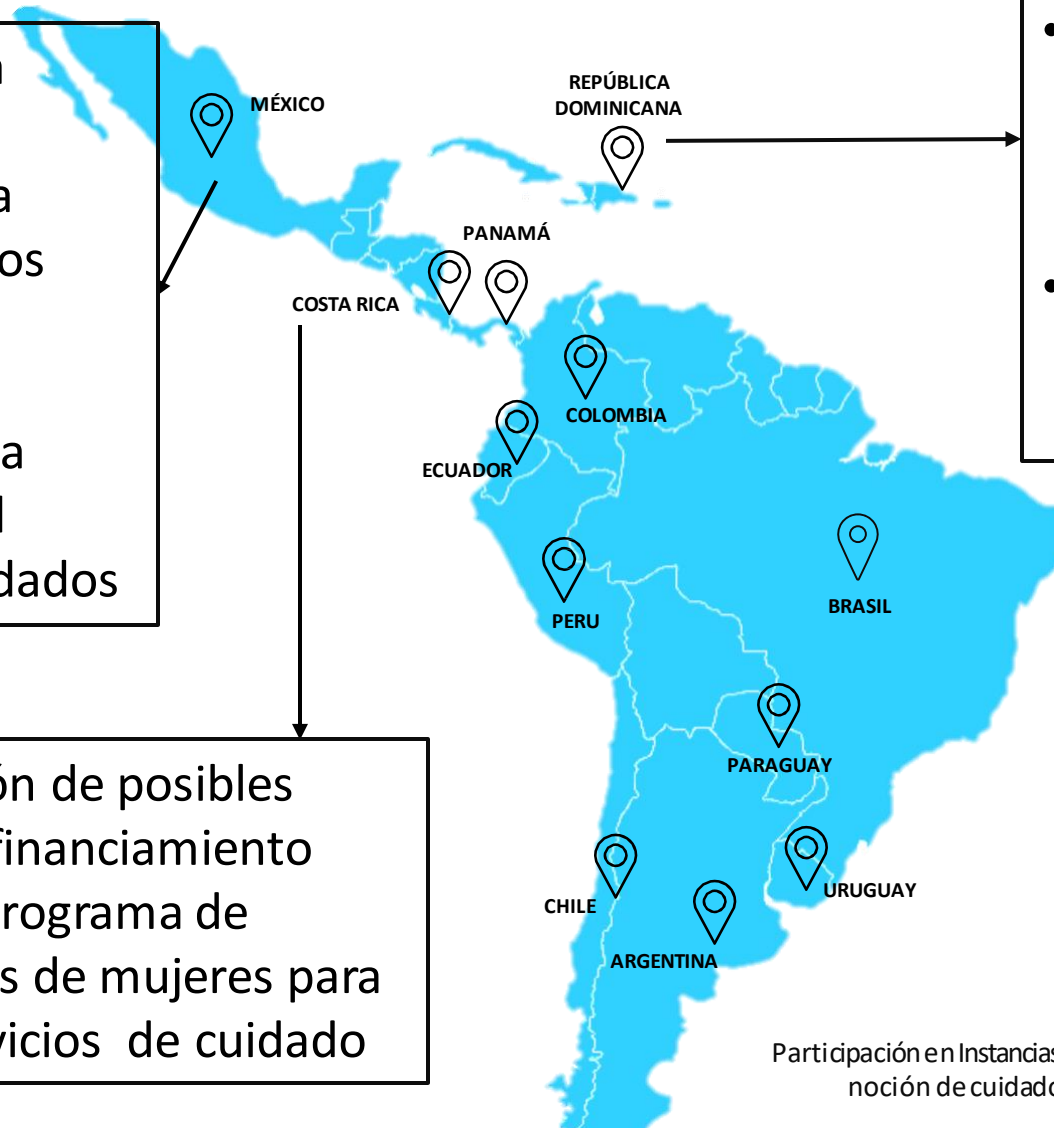 MÉXICO
REPÚBLICA
DOMINICANA
•
a
os
PANAMÁ
•
COSTA RICA
COLOMBIA
a
ECUADOR
dados
BRASIL
PERU
PARAGUAY
ón de posibles
financiamiento
rograma de
s de mujeres para
vicios de cuidado
URUGUAY
CHILE
ARGENTINA
Participación en Instancias
noción de cuidado